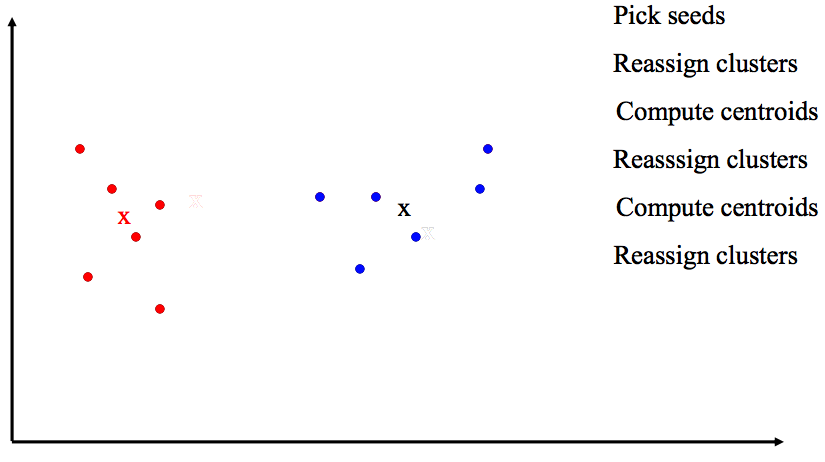 Pick seeds
Reassign clusters
Compute centroids
Reasssign clusters
Compute centroids
Reassign clusters
x
x
x
x